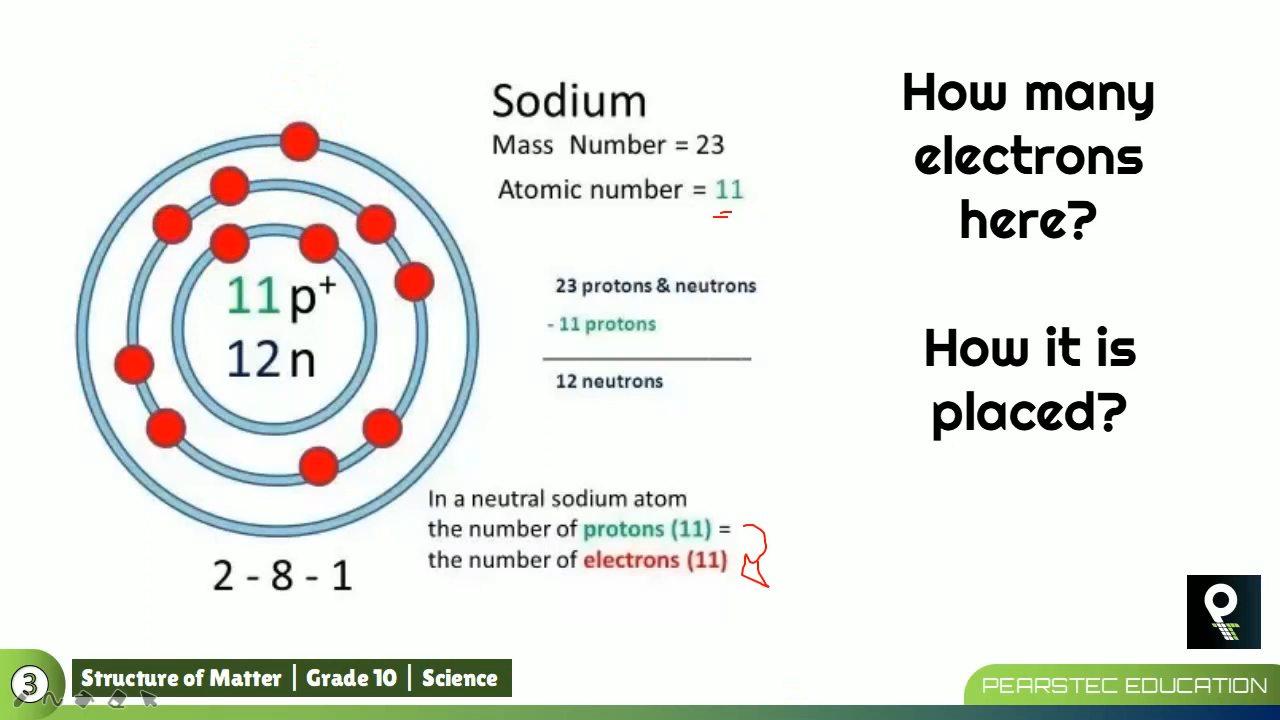 Sodium
Mass Number = 23
Atomic number = 11
11 p⁺
12 n
23 protons & neutrons
- 11 protons
12 neutrons
In a neutral sodium atom
the number of protons (11) =
the number of electrons (11)
2 - 8 - 1
How many
electrons
here?
How it is
placed?
3
Structure of Matter | Grade 10 | Science
PEARSTEC EDUCATION